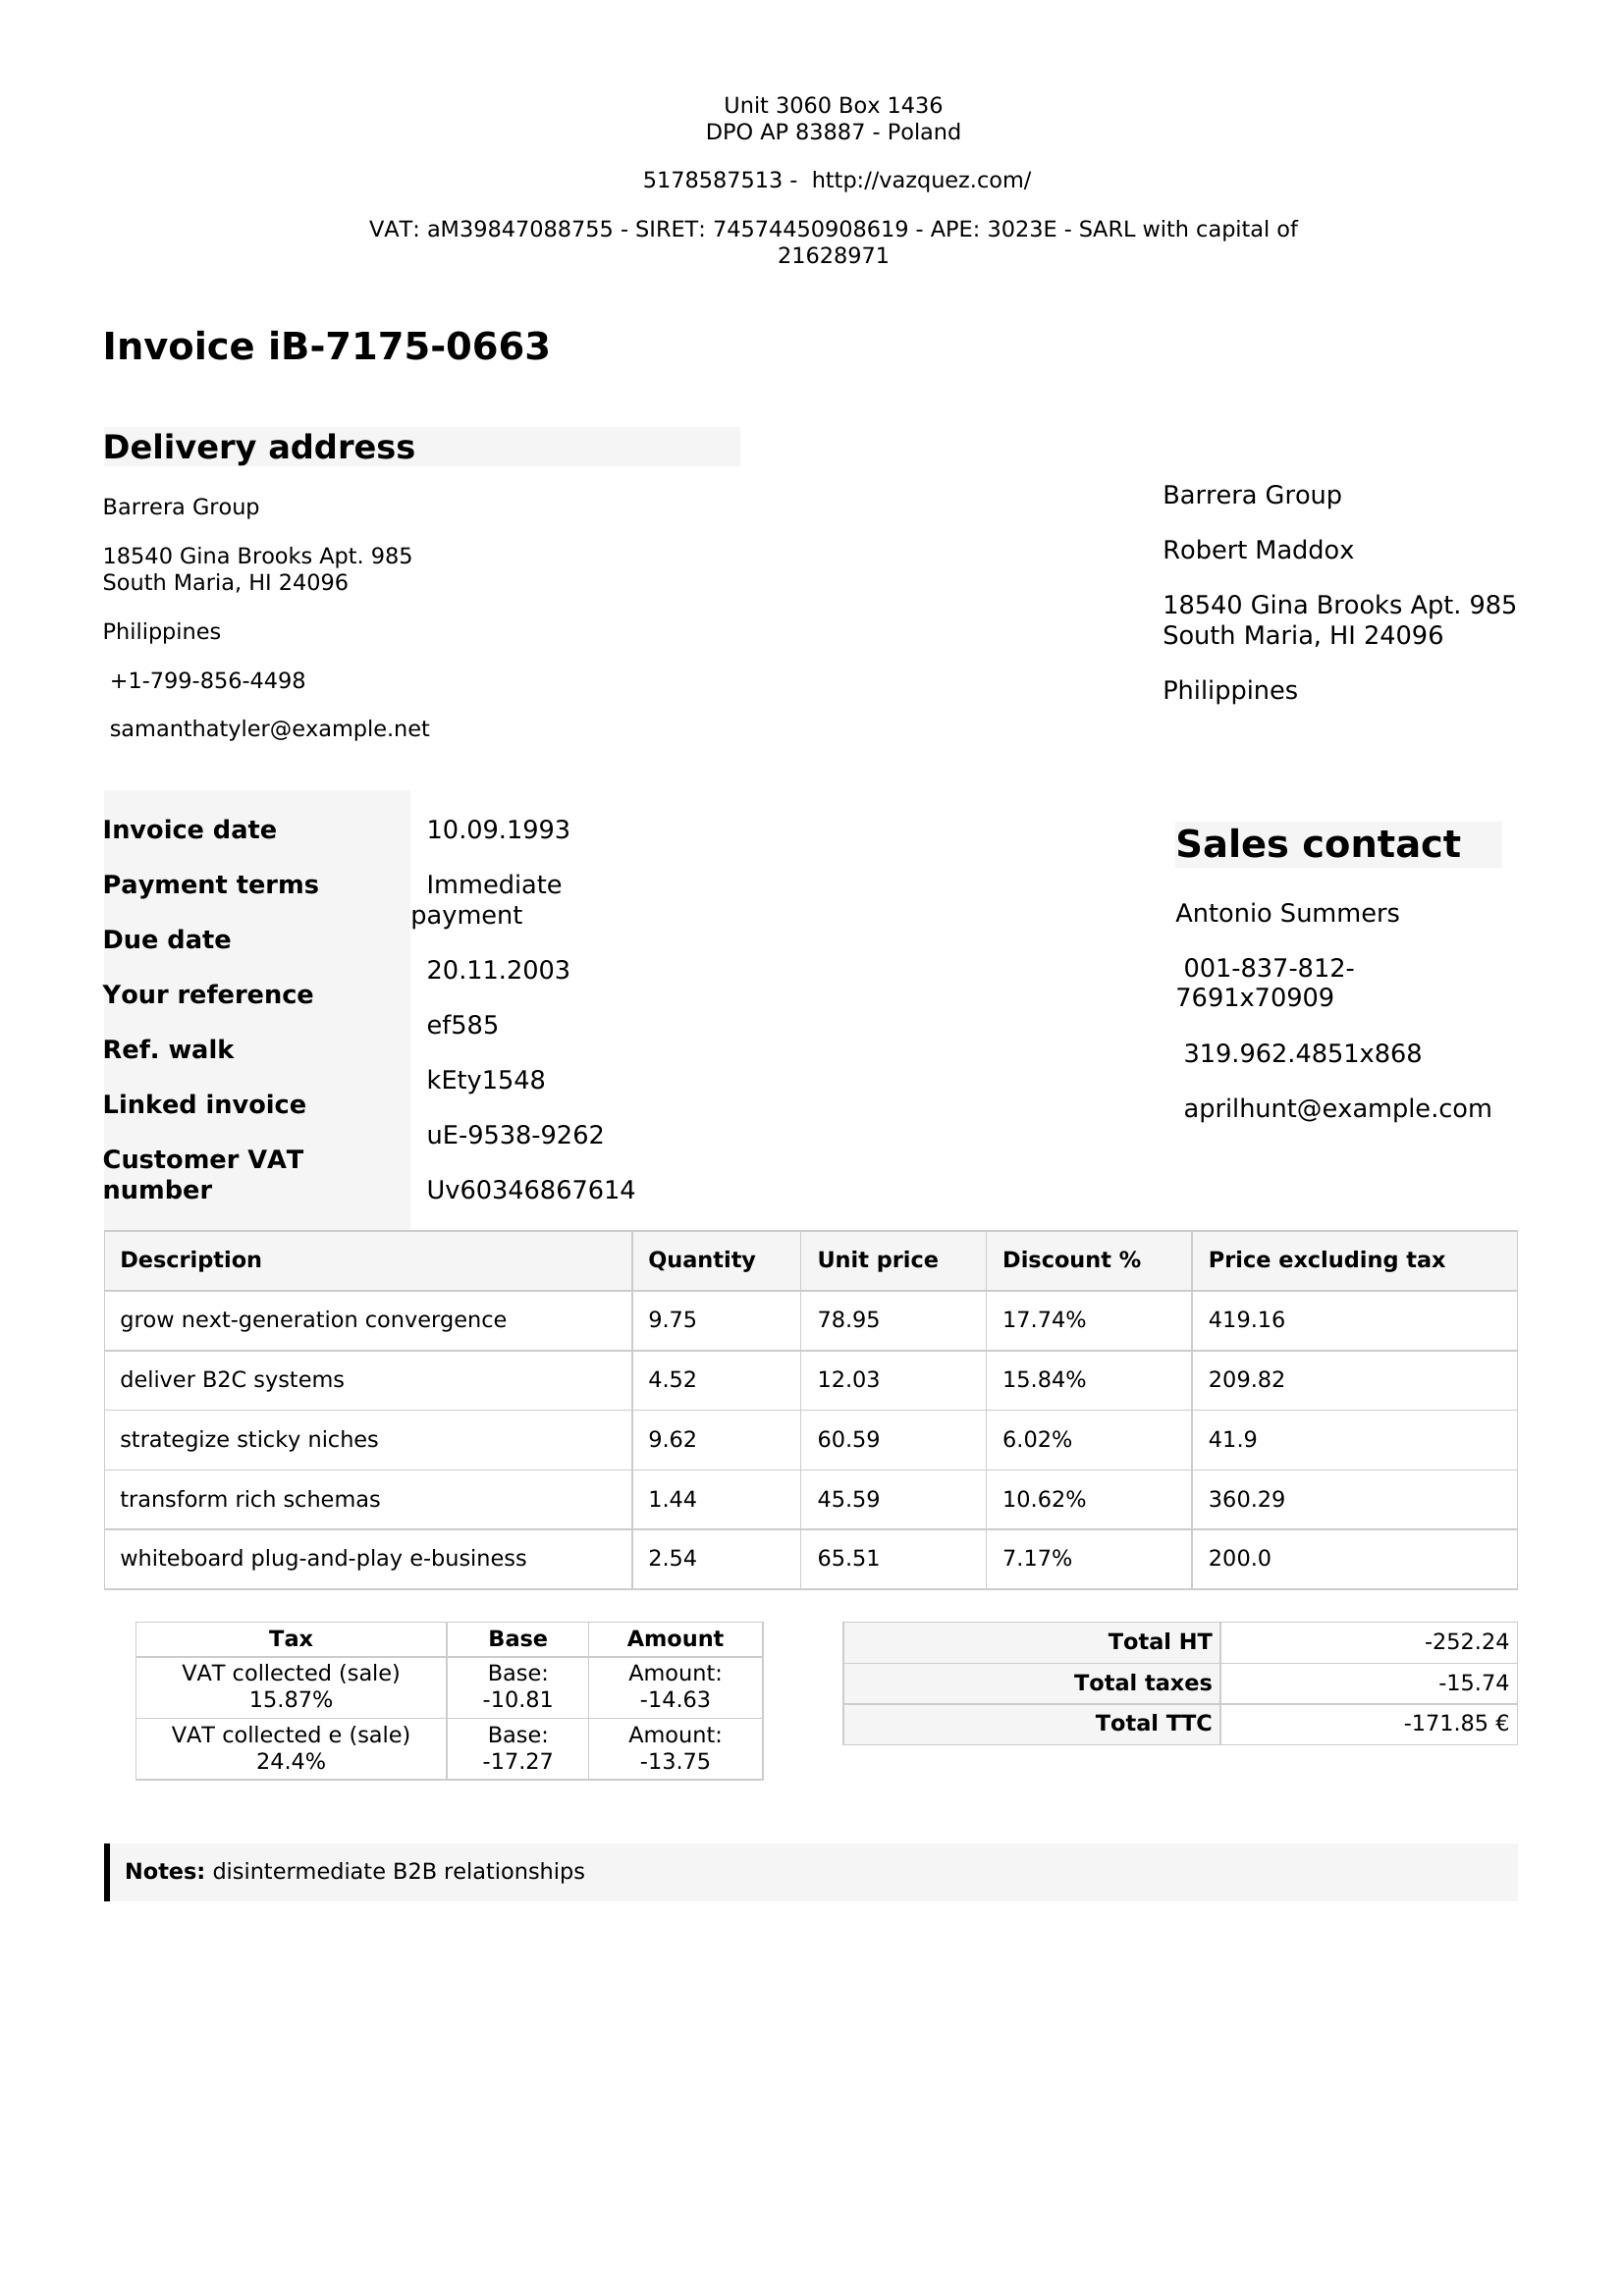 Unit 3060 Box 1436
DPO AP 83887 - Poland
5178587513 - http://vazquez.com/
VAT: aM39847088755 - SIRET: 74574450908619 - APE: 3023E - SARL with capital of
21628971
Invoice iB-7175-0663
Delivery address
Barrera Group
18540 Gina Brooks Apt. 985
South Maria, HI 24096
Philippines
+1-799-856-4498
samanthatyler@example.net
Barrera Group
Robert Maddox
18540 Gina Brooks Apt. 985
South Maria, HI 24096
Philippines
Invoice date
Payment terms
Due date
Your reference
Ref. walk
Linked invoice
Customer VAT
number
10.09.1993
Immediate
payment
20.11.2003
ef585
kEty1548
uE-9538-9262
Uv60346867614
Sales contact
Antonio Summers
001-837-812-
7691x70909
319.962.4851x868
aprilhunt@example.com
Description Quantity Unit price Discount % Price excluding tax
grow next-generation convergence 9.75 78.95 17.74% 419.16
deliver B2C systems 4.52 12.03 15.84% 209.82
strategize sticky niches 9.62 60.59 6.02% 41.9
transform rich schemas 1.44 45.59 10.62% 360.29
whiteboard plug-and-play e-business 2.54 65.51 7.17% 200.0
Tax Base Amount
VAT collected (sale) Base: Amount:
15.87% -10.81 -14.63
VAT collected e (sale) Base: Amount:
24.4% -17.27 -13.75
Total HT -252.24
Total taxes -15.74
Total TTC -171.85 €
Notes: disintermediate B2B relationships